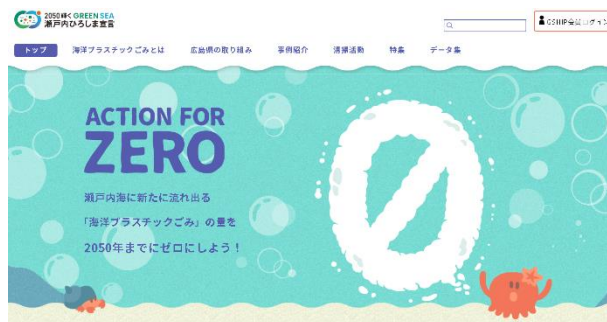 2050輝く GREEN SEA
瀬戸内ひろしま宣言
GSHIP会員ログイン
トップ 海洋プラスチックごみとは 広島県の取り組み 事例紹介 清掃活動 特集 データ集
ACTION FOR
ZERO
瀬戸内海に新たに流れ出る
「海洋プラスチックごみ」の量を
2050年までにゼロにしよう！
0